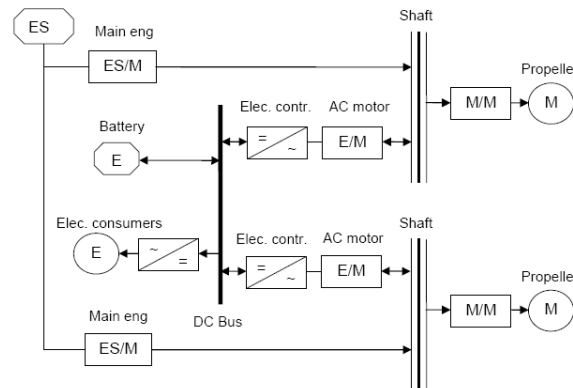 Shaft
ES
Main eng
Propelle
ES/M
M/M
M
Elec. contr.
AC motor
Battery
=
~
E/M
E
Shaft
Elec. consumers
Elec. contr.
AC motor
E
~
=
=
~
E/M
Propelle
Main eng
DC Bus
M/M
M
ES/M